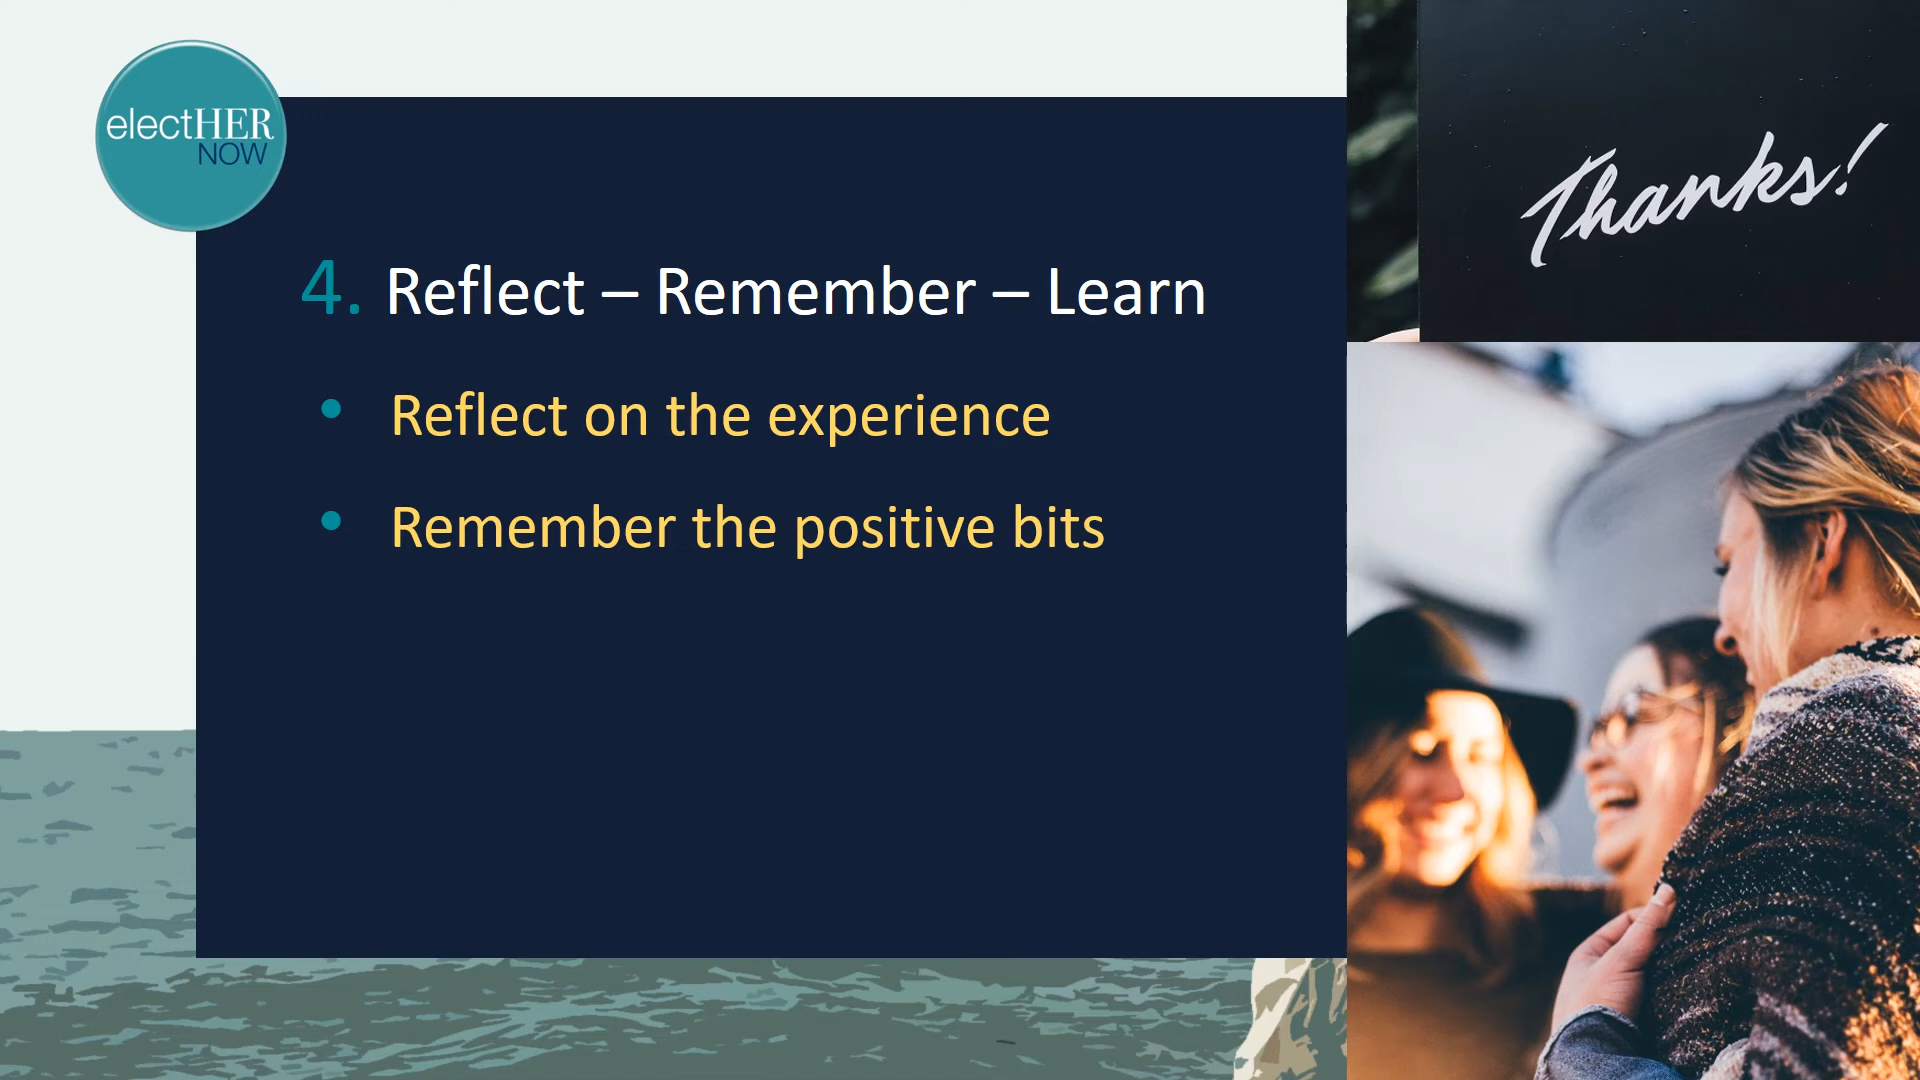 electHER
NOW
4. Reflect – Remember – Learn
• Reflect on the experience
• Remember the positive bits
Thanks!